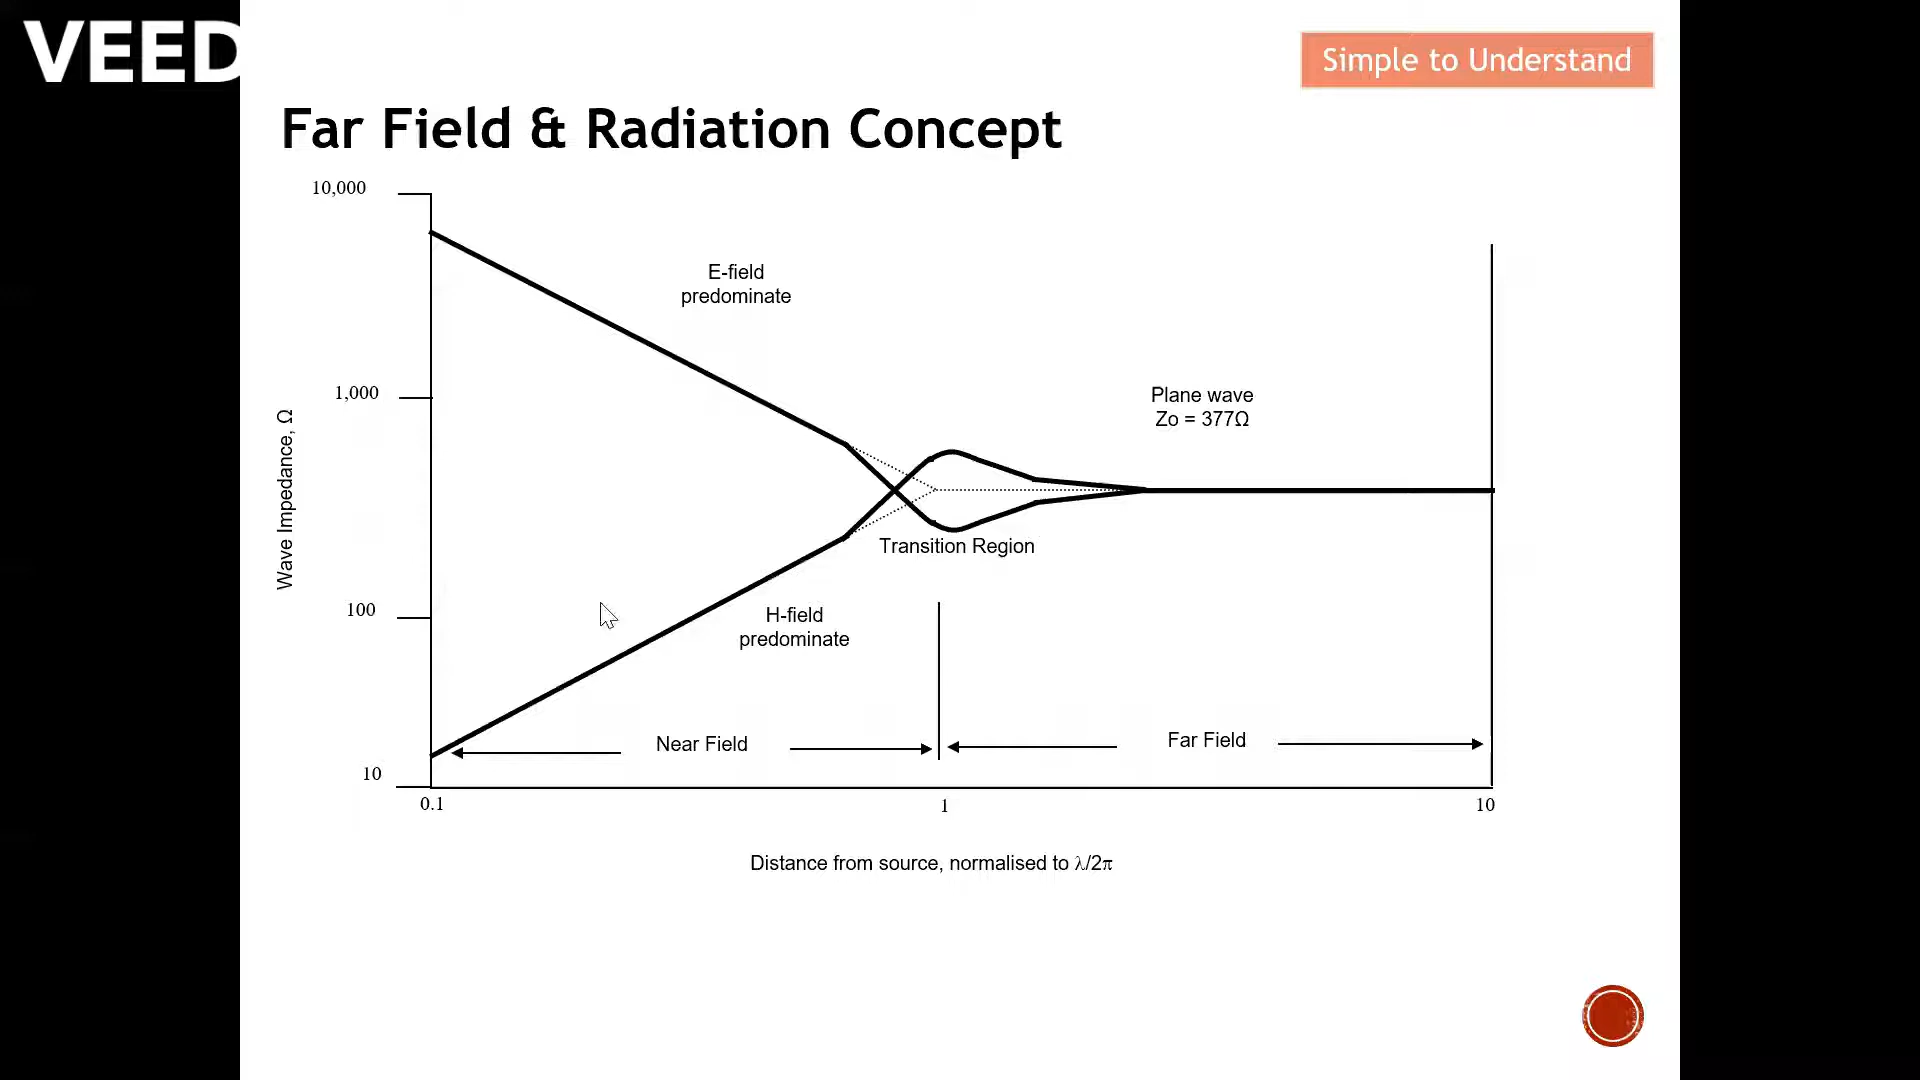 VEED
Simple to Understand
Far Field & Radiation Concept
10,000
E-field
predominate
1,000
Plane wave
Zo = 377Ω
Wave Impedance, Ω
Transition Region
100
H-field
predominate
Near Field
Far Field
10
0.1
1
10
Distance from source, normalised to λ/2π